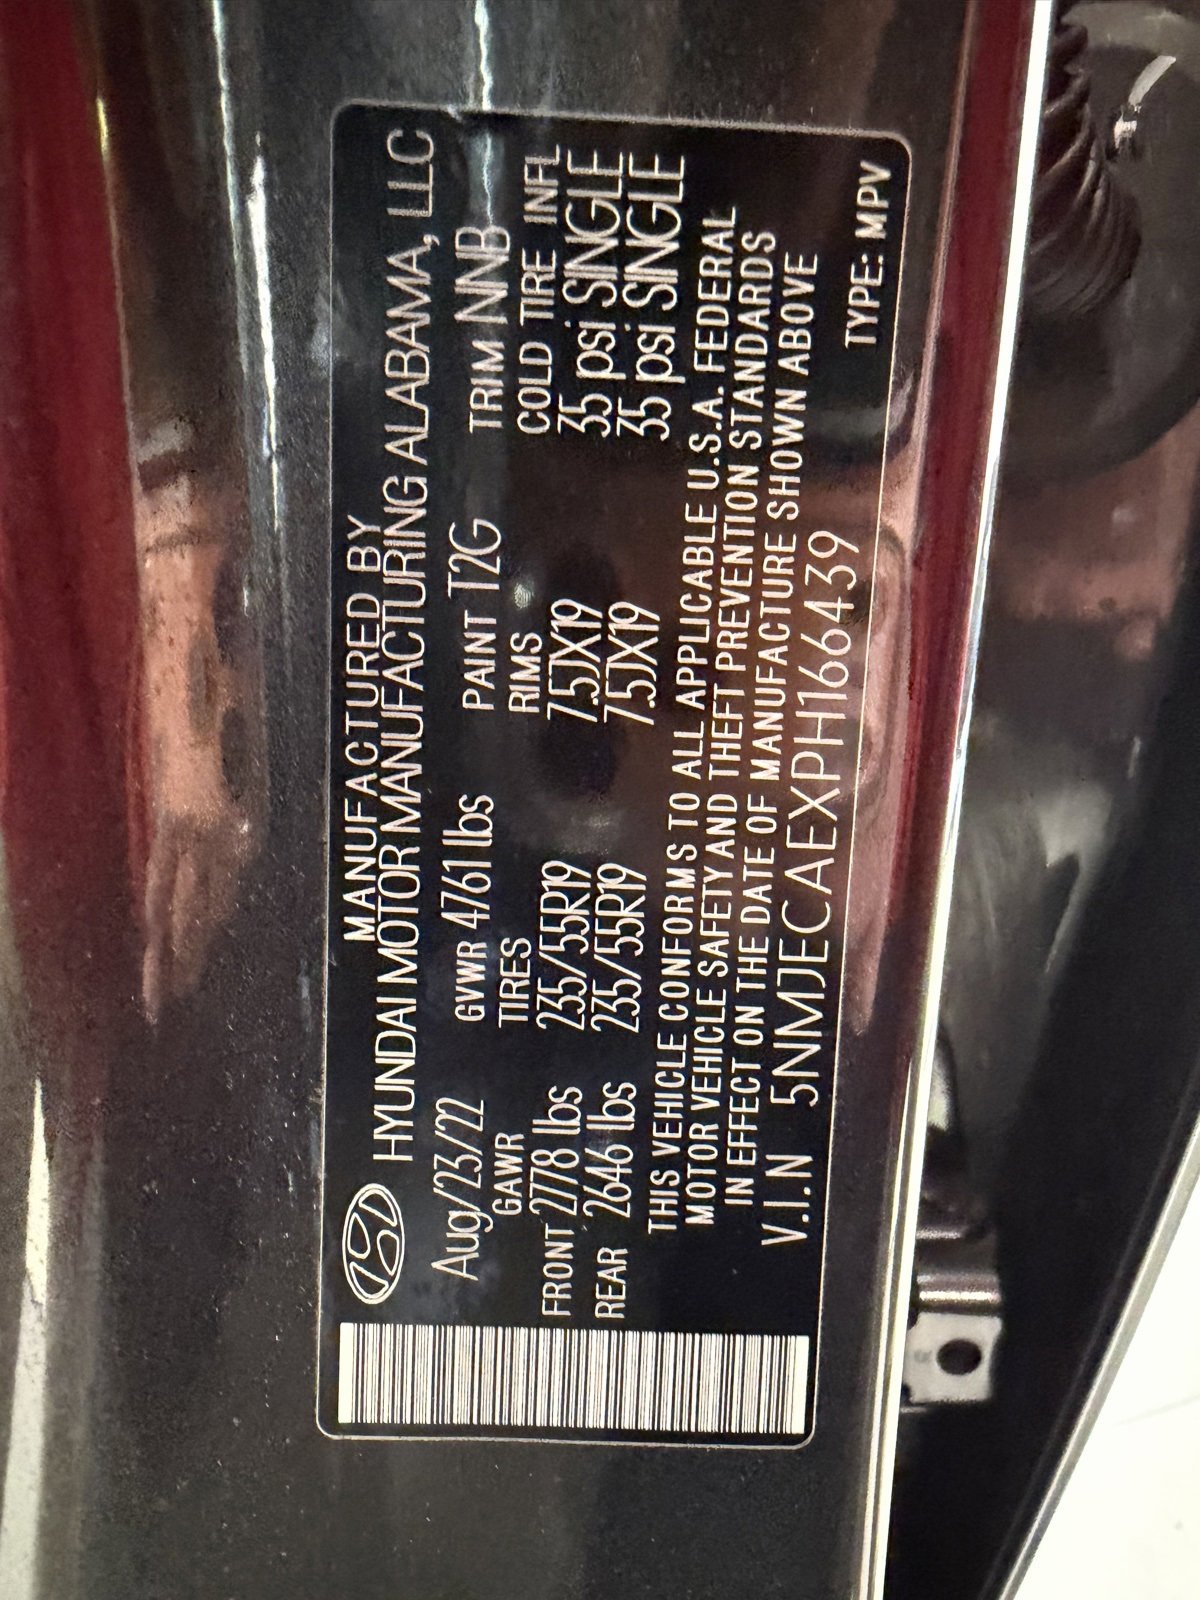 MANUFACTURED BY
HYUNDAI MOTOR MANUFACTURING ALABAMA, LLC
Aug/23/22 GVWR 4761 lbs PAINT T2G TRIM NNB
GAWR TIRES RIMS COLD TIRE INFL
FRONT 2778 lbs 235/55R19 7.5JX19 35 psi SINGLE
REAR 2646 lbs 235/55R19 7.5JX19 35 psi SINGLE
THIS VEHICLE CONFORMS TO ALL APPLICABLE U.S.A. FEDERAL
MOTOR VEHICLE SAFETY AND THEFT PREVENTION STANDARDS
IN EFFECT ON THE DATE OF MANUFACTURE SHOWN ABOVE
V.I.N 5NMJECAEXPH166439 TYPE: MPV